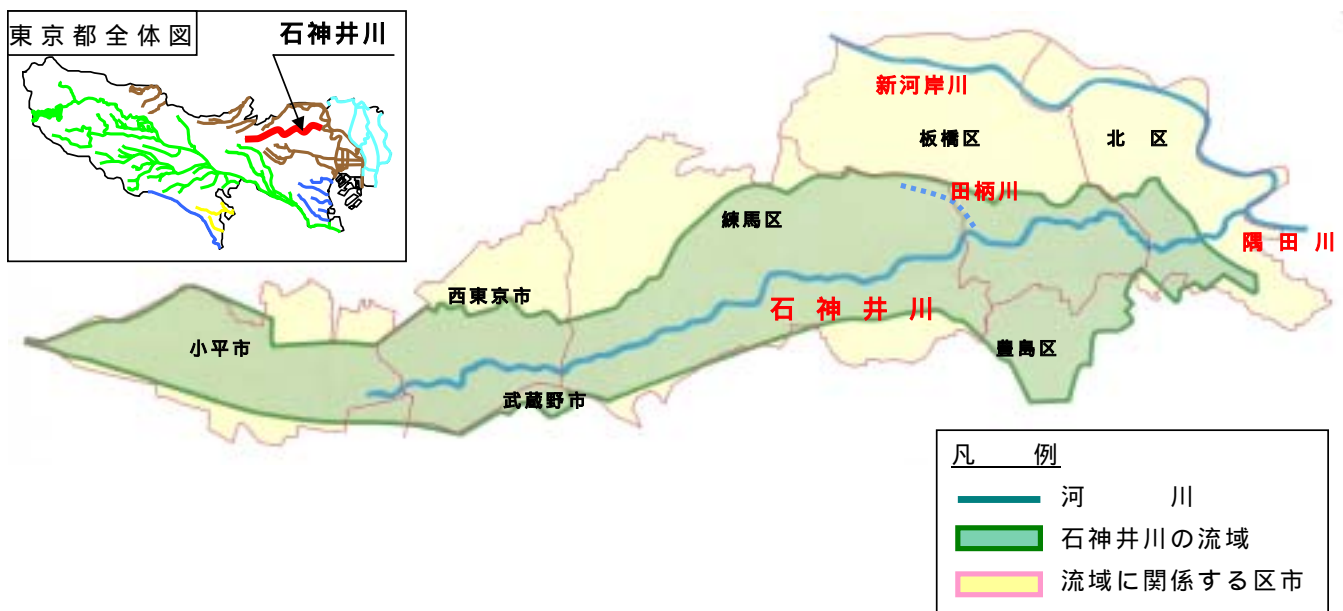 東京都全体図
石神井川
新河岸川
板橋区
北 区
田柄川
練馬区
隅 田 川
西東京市
石 神 井 川
小平市
豊島区
武蔵野市
凡 例
河 川
石神井川の流域
流域に関係する区市